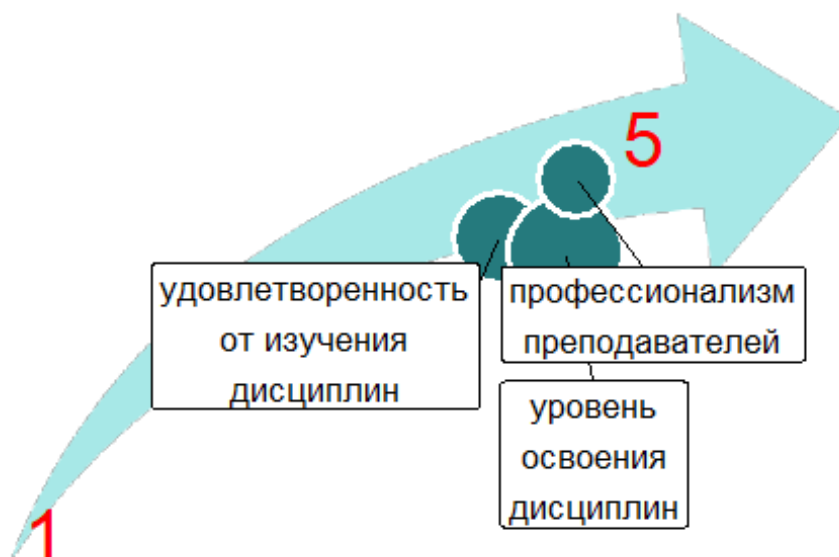 5
удовлетворенность
от изучения
дисциплин
профессионализм
преподавателей
уровень
освоения
дисциплин
1